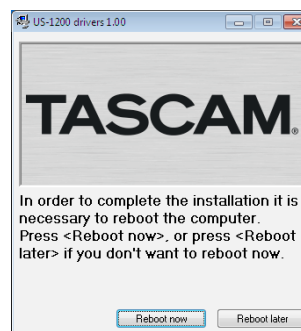 US-1200 drivers 1.00
TASCAM®
In order to complete the installation it is
necessary to reboot the computer.
Press <Reboot now>, or press <Reboot
later> if you don't want to reboot now.
Reboot now Reboot later